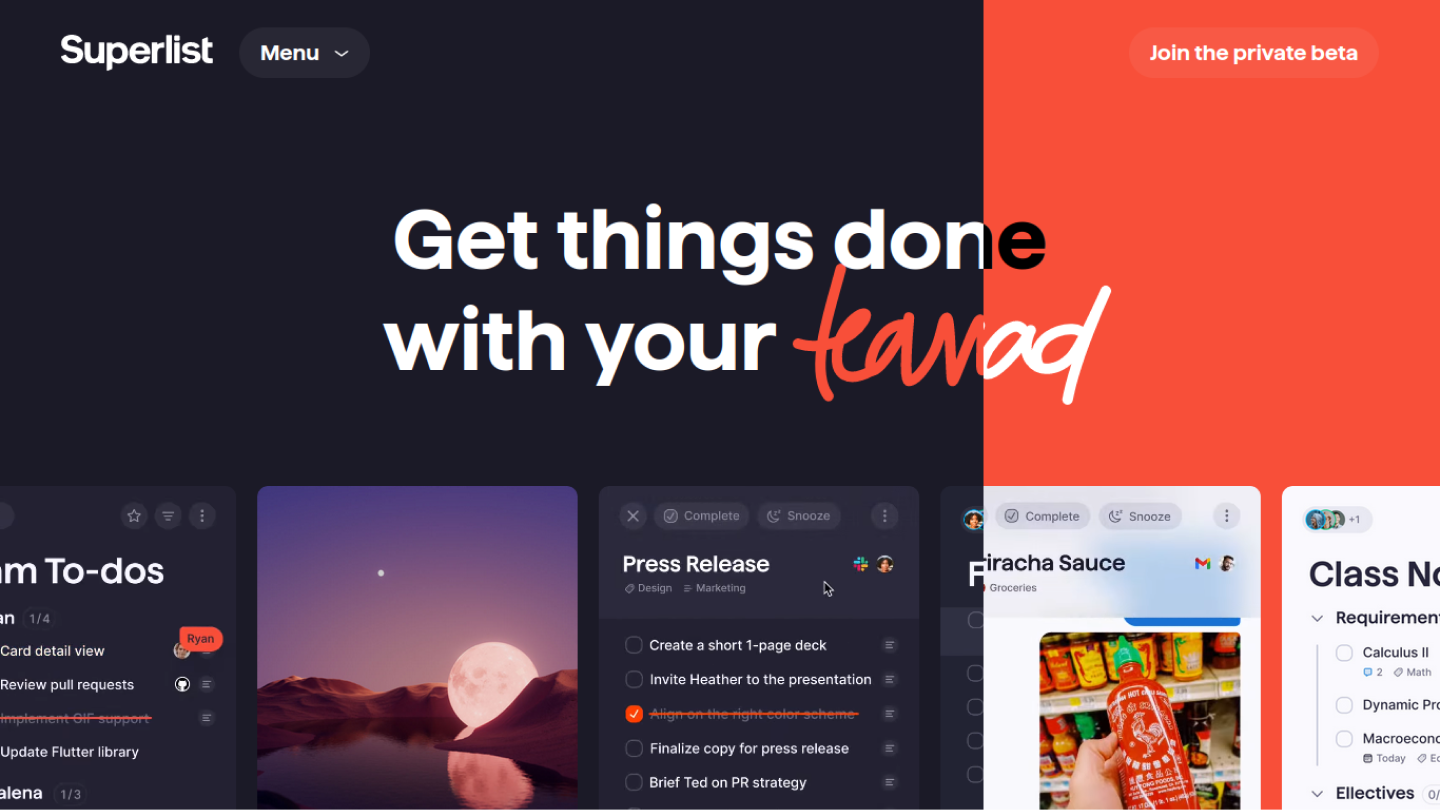 Superlist
Menu
Join the private beta
Get things done
with your
Complete
Snooze
Complete
Snooze
+1
am To-dos
Press Release
Design
Marketing
iracha Sauce
Groceries
Class No
an 1/4
Ryan
Card detail view
Review pull requests
Implement GIF support
Update Flutter library
alena 1/3
Create a short 1-page deck
Invite Heather to the presentation
Align on the right color scheme
Finalize copy for press release
Brief Ted on PR strategy
Requirement
Calculus II
2
Math
Dynamic Pro
Macroecono
Today
Ec
Ellectives 0/